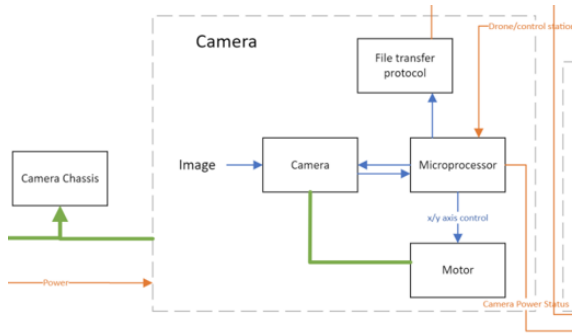 Drone/control station
Camera
File transfer
protocol
Image
Camera
Microprocessor
Camera Chassis
x/y axis control
Motor
Power
Camera Power Status